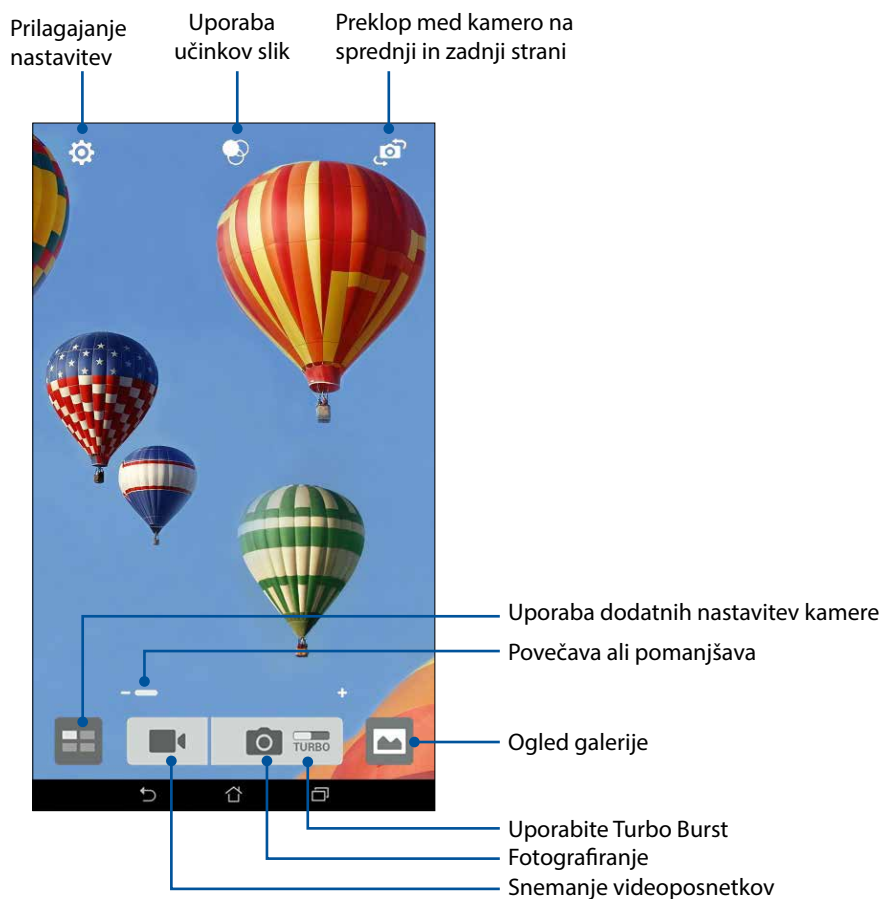 Prilagajanje
nastavitev
Uporaba
učinkov slik
Preklop med kamero na
sprednji in zadnji strani
Uporaba dodatnih nastavitev kamere
Povečava ali pomanjšava
TURBO
Ogled galerije
Uporabite Turbo Burst
Fotografiranje
Snemanje videoposnetkov